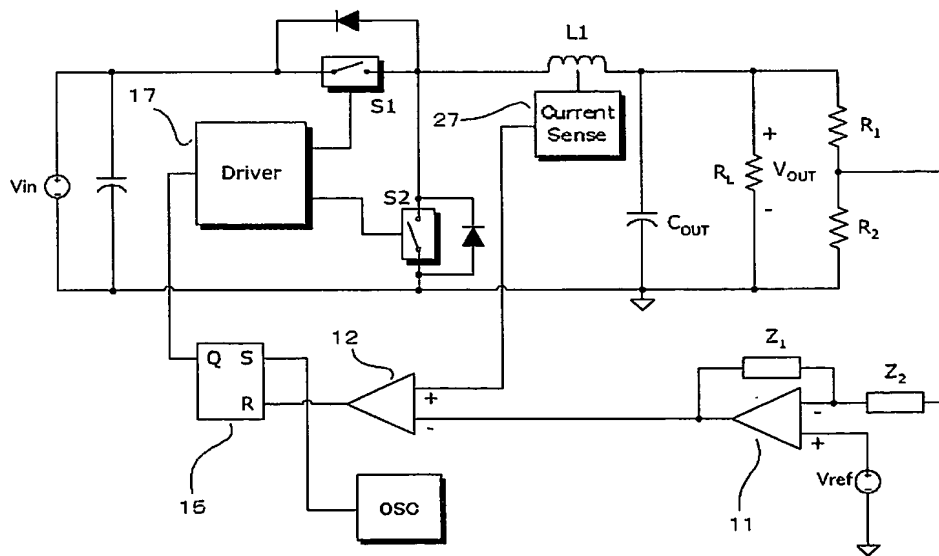 L1
S1
17
27
Current
Sense
R1
+
Driver
Vin
RL
VOUT
S2
-
COUT
R2
12
Z1
Q
S
Z2
+
R
-
-
+
15
11
Vref
OSC